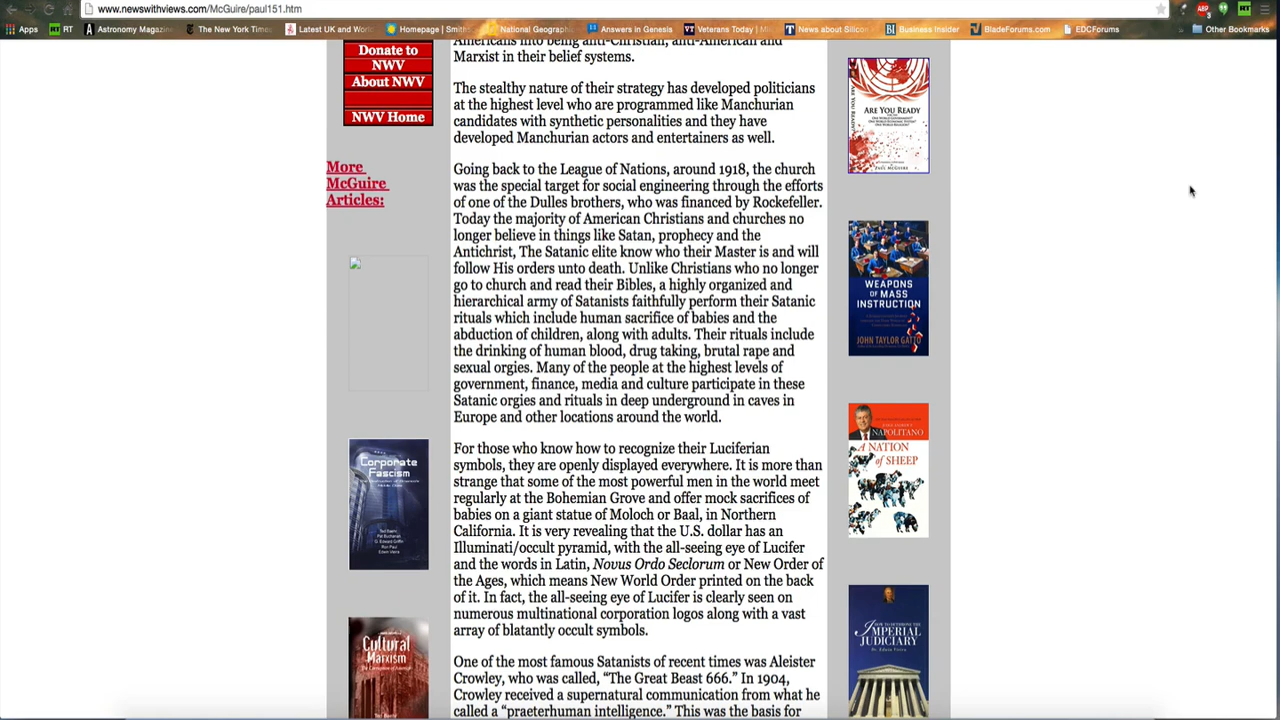 www.newswithviews.com/McGuire/paul151.htm
Apps
RT
Astronomy Magazin
The New York Times
Latest UK and World
Homepage | Smiths
National Geographi
Answers in Genesis
Veterans Today | M
News about Silicon
Business Insider
BladeForums.com
EDCForums
Other Bookmarks
Donate to
NWV
About NWV
NWV Home
More
McGuire
Articles:
Corporate
Fascism
Cultural
Marxism
Americans into being anti-Christian, anti-American and
Marxist in their belief systems.
The stealthy nature of their strategy has developed politicians
at the highest level who are programmed like Manchurian
candidates with synthetic personalities and they have
developed Manchurian actors and entertainers as well.
Going back to the League of Nations, around 1918, the church
was the special target for social engineering through the efforts
of one of the Dulles brothers, who was financed by Rockefeller.
Today the majority of American Christians and churches no
longer believe in things like Satan, prophecy and the
Antichrist, The Satanic elite know who their Master is and will
follow His orders unto death. Unlike Christians who no longer
go to church and read their Bibles, a highly organized and
hierarchical army of Satanists faithfully perform their Satanic
rituals which include human sacrifice of babies and the
abduction of children, along with adults. Their rituals include
the drinking of human blood, drug taking, brutal rape and
sexual orgies. Many of the people at the highest levels of
government, finance, media and culture participate in these
Satanic orgies and rituals in deep underground in caves in
Europe and other locations around the world.
For those who know how to recognize their Luciferian
symbols, they are openly displayed everywhere. It is more than
strange that some of the most powerful men in the world meet
regularly at the Bohemian Grove and offer mock sacrifices of
babies on a giant statue of Moloch or Baal, in Northern
California. It is very revealing that the U.S. dollar has an
Illuminati/occult pyramid, with the all-seeing eye of Lucifer
and the words in Latin, Novus Ordo Seclorum or New Order of
the Ages, which means New World Order printed on the back
of it. In fact, the all-seeing eye of Lucifer is clearly seen on
numerous multinational corporation logos along with a vast
array of blatantly occult symbols.
One of the most famous Satanists of recent times was Aleister
Crowley, who was called, “The Great Beast 666.” In 1904,
Crowley received a supernatural communication from what he
called a “praeterhuman intelligence.” This was the basis for
ARE YOU READY
PAUL McGUIRE
WEAPONS
OF MASS
INSTRUCTION
JOHN TAYLOR GATTO
NAPOLITANO
A NATION
of SHEEP
HOW TO DETHRONE THE
IMPERIAL
JUDICIARY